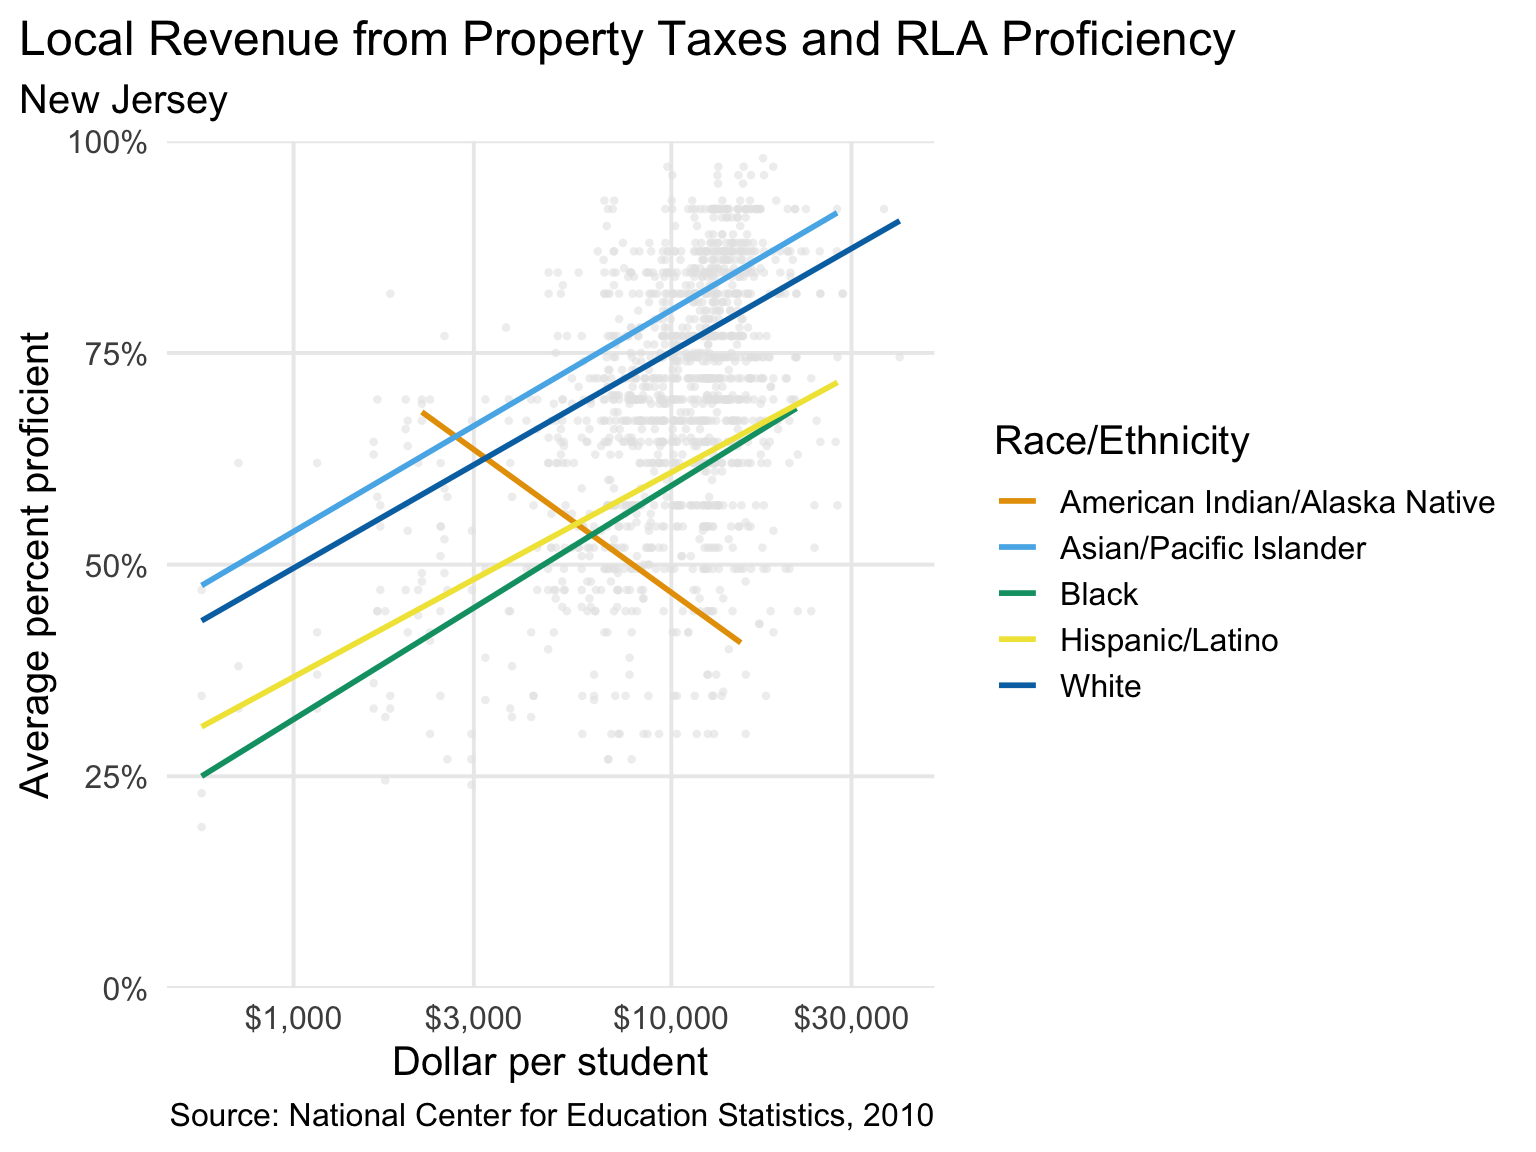 Local Revenue from Property Taxes and RLA Proficiency
New Jersey
100%
75%
50%
25%
0%
Average percent proficient
$1,000
$3,000
$10,000
$30,000
Dollar per student
Race/Ethnicity
American Indian/Alaska Native
Asian/Pacific Islander
Black
Hispanic/Latino
White
Source: National Center for Education Statistics, 2010